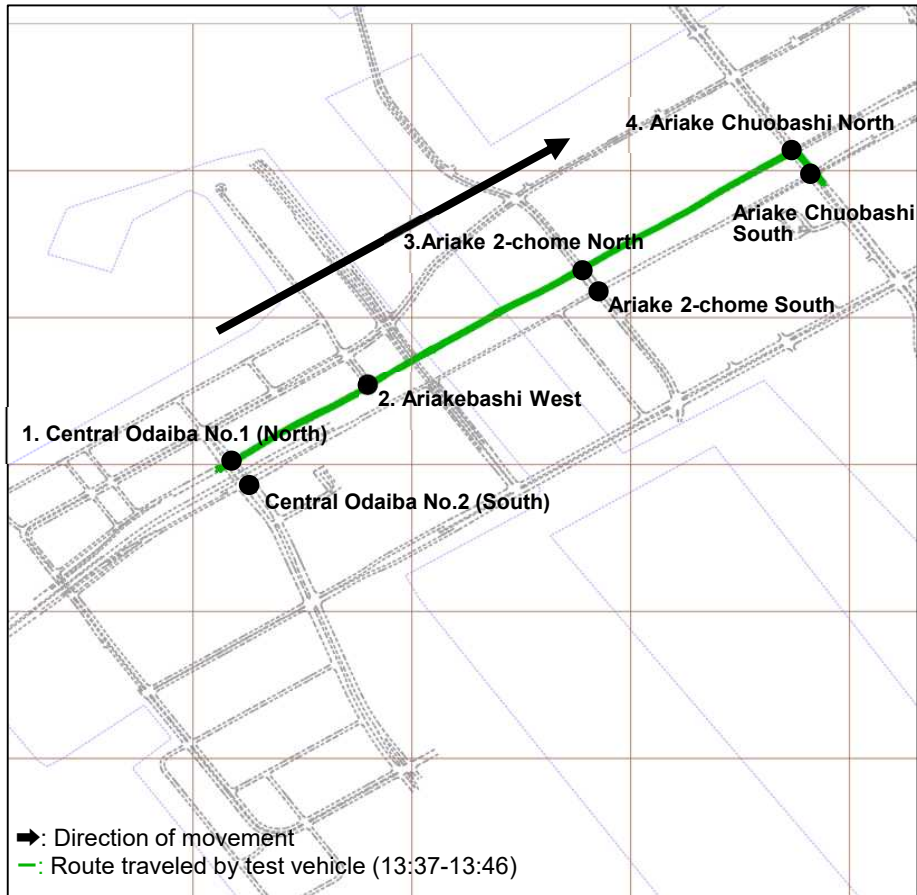 4. Ariake Chuobashi North
Ariake Chuobashi
South
3.Ariake 2-chome North
Ariake 2-chome South
2. Ariakebashi West
1. Central Odaiba No.1 (North)
Central Odaiba No.2 (South)
: Direction of movement
: Route traveled by test vehicle (13:37-13:46)